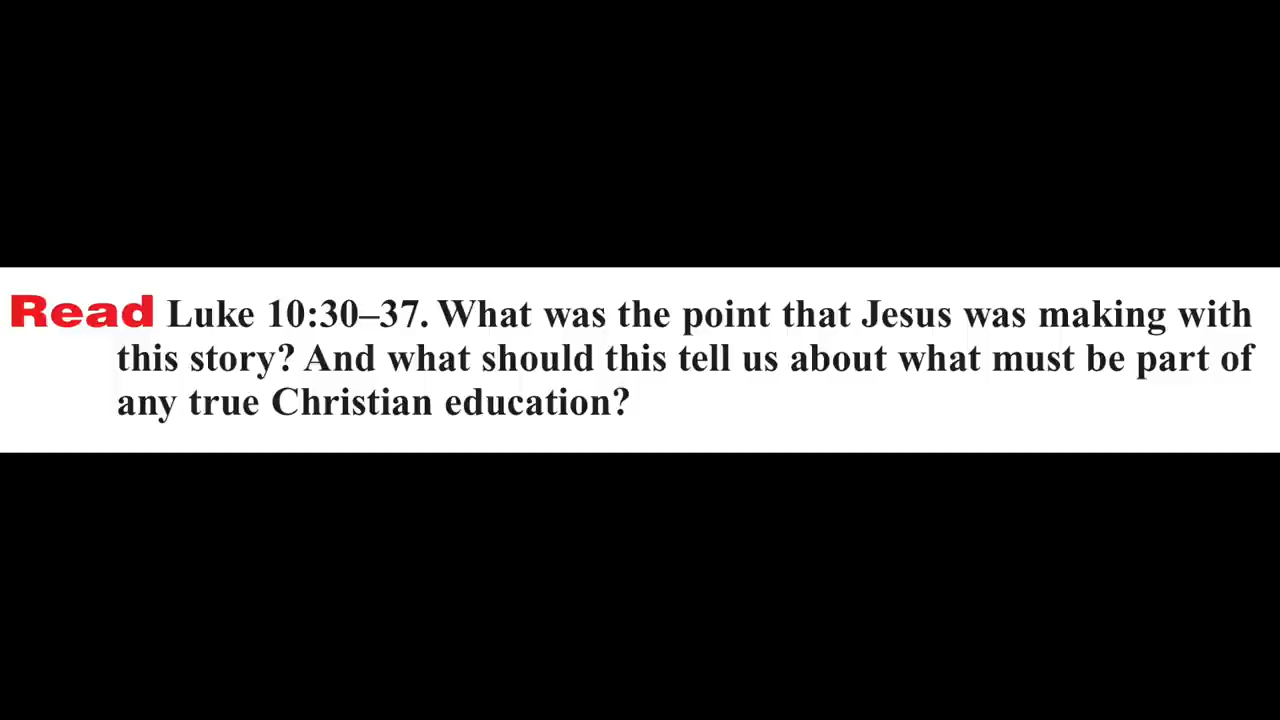 Read Luke 10:30–37. What was the point that Jesus was making with
this story? And what should this tell us about what must be part of
any true Christian education?